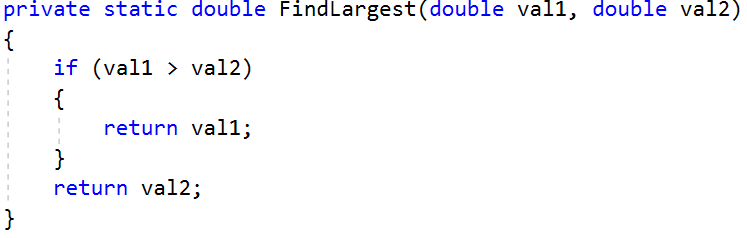 private static double FindLargest(double val1, double val2)
{
    if (val1 > val2)
    {
        return val1;
    }
    return val2;
}